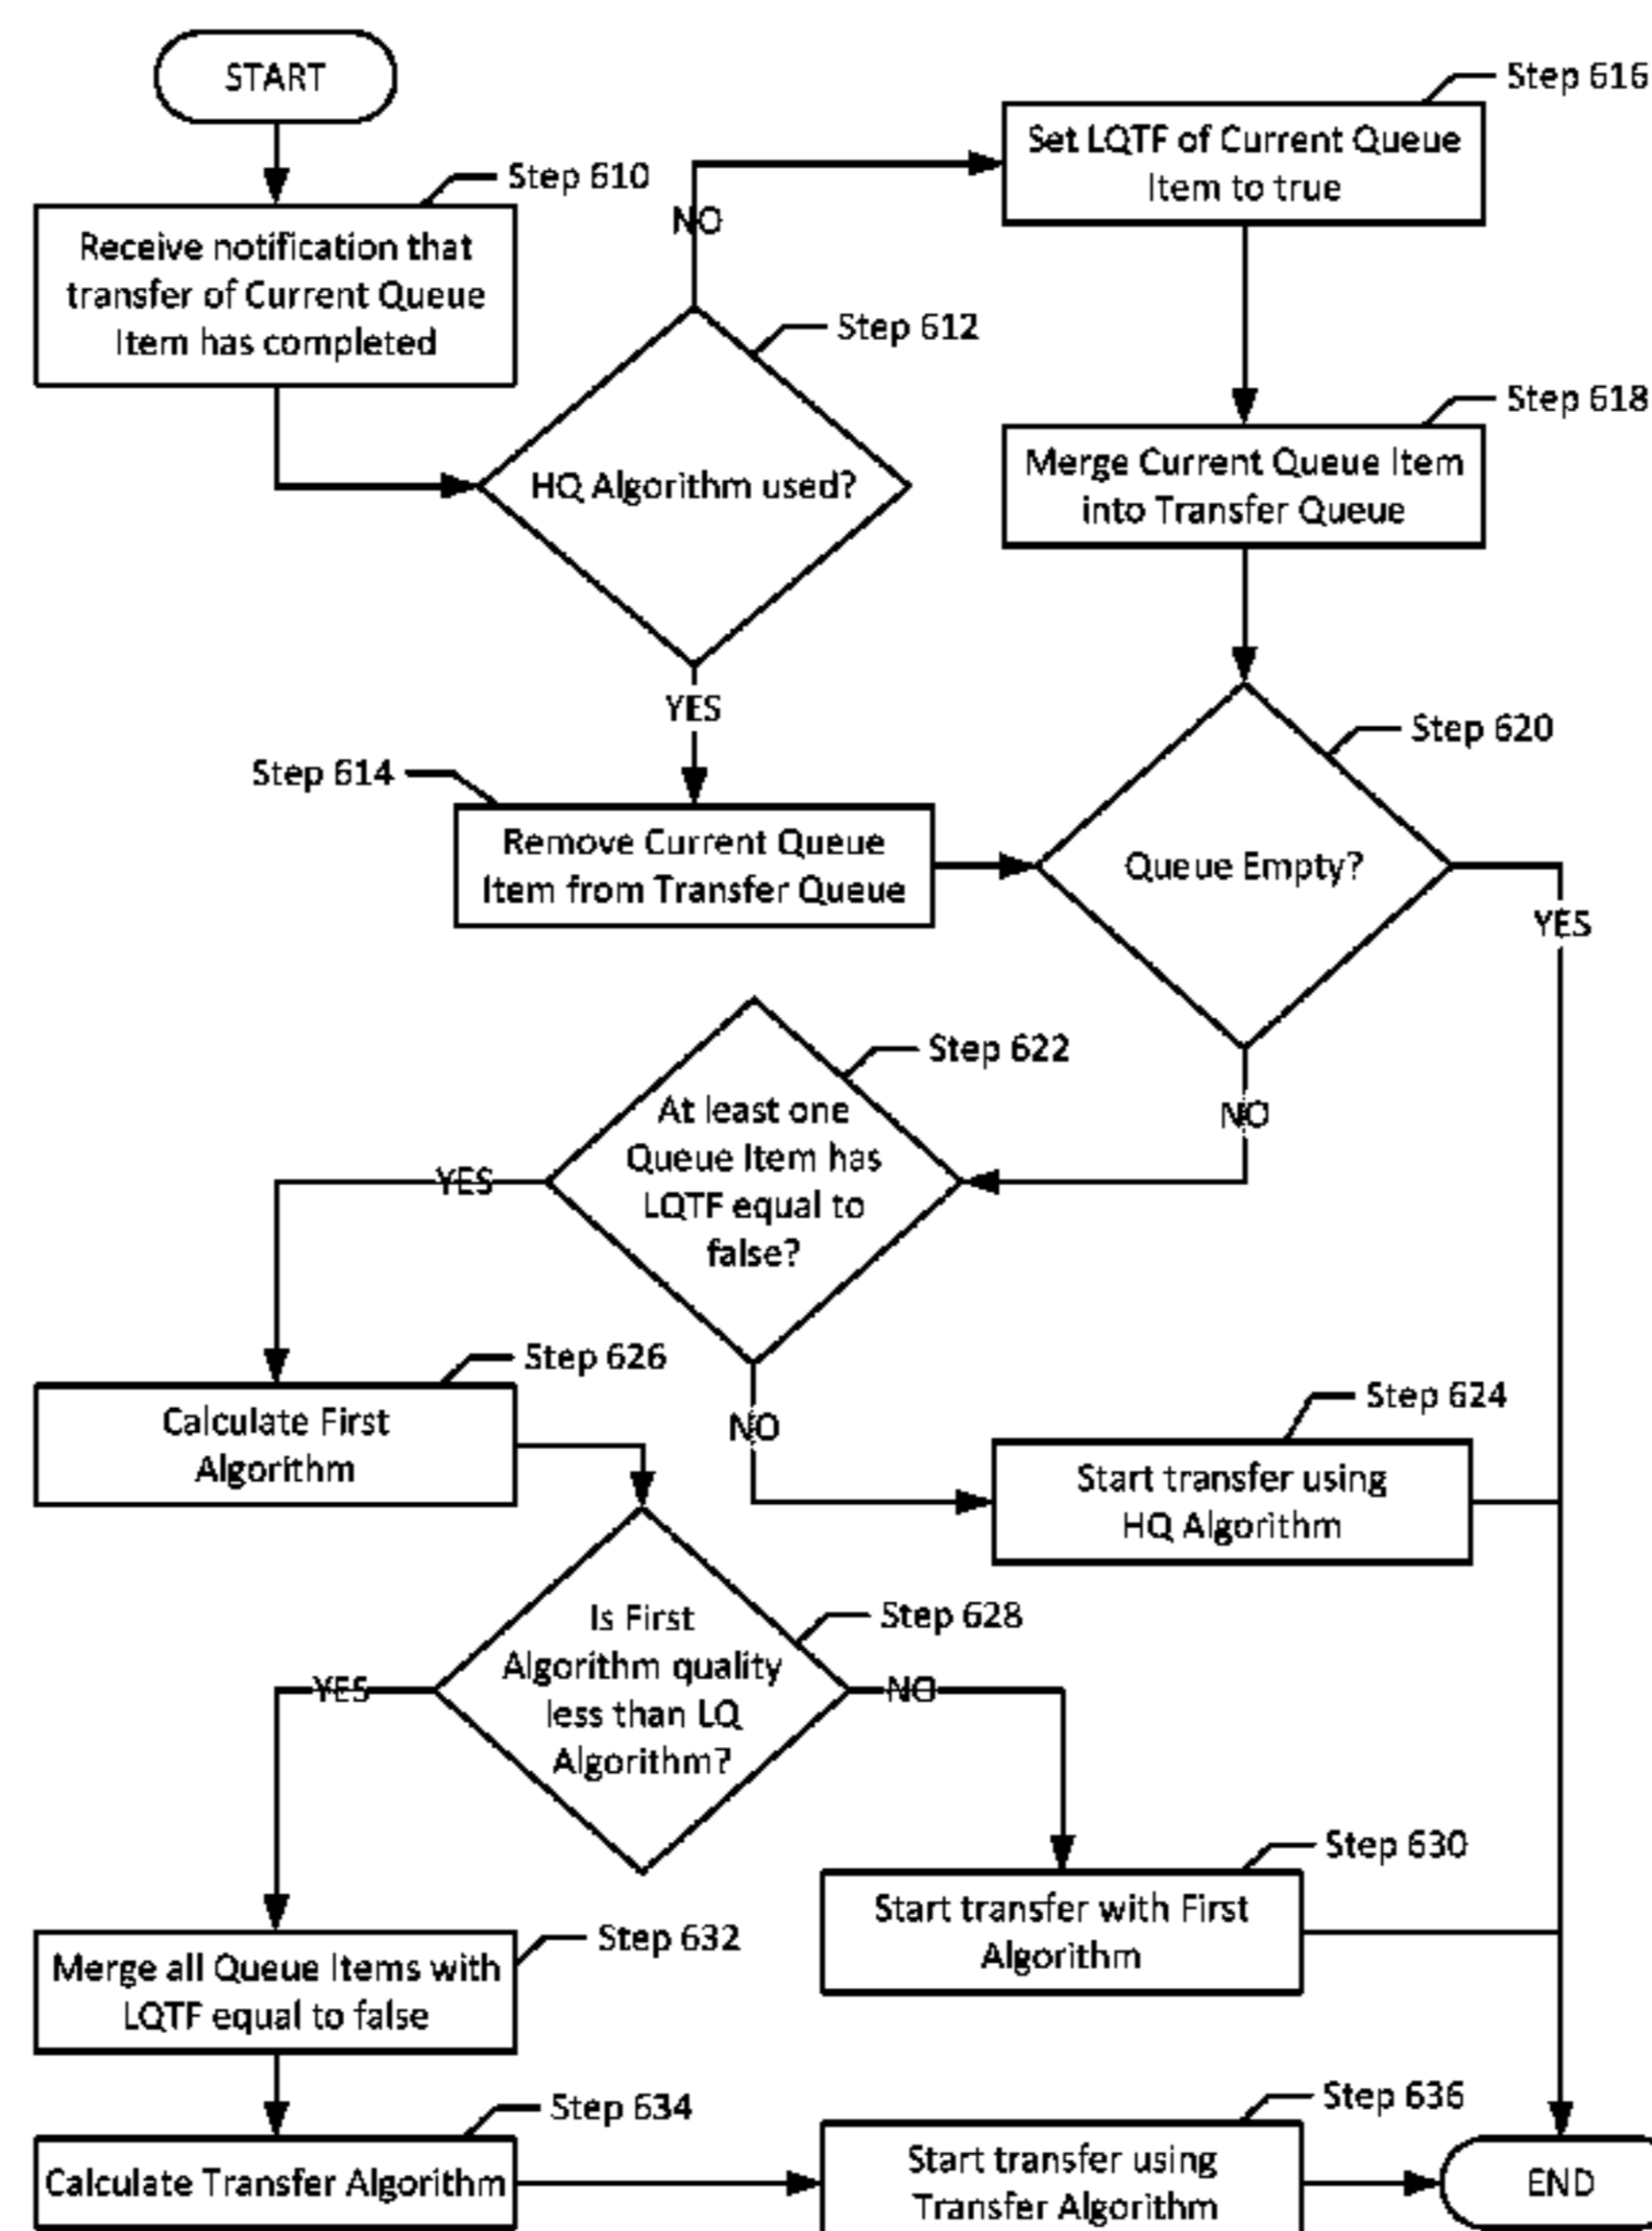 START
Step 610
Receive notification that
transfer of Current Queue
Item has completed
Step 612
HQ Algorithm used?
NO
YES
Step 616
Set LQTF of Current Queue
Item to true
Step 618
Merge Current Queue Item
into Transfer Queue
Step 614
Remove Current Queue
Item from Transfer Queue
Step 620
Queue Empty?
YES
NO
Step 622
At least one
Queue Item has
LQTF equal to
false?
YES
NO
Step 626
Calculate First
Algorithm
Step 624
Start transfer using
HQ Algorithm
Step 628
Is First
Algorithm quality
less than LQ
Algorithm?
YES
NO
Step 630
Start transfer with First
Algorithm
Step 632
Merge all Queue Items with
LQTF equal to false
Step 634
Calculate Transfer Algorithm
Step 636
Start transfer using
Transfer Algorithm
END